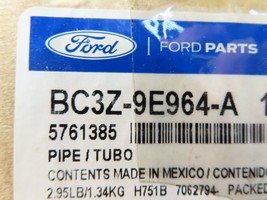 Ford
FORD PARTS
BC3Z-9E964-A 1
5761385
PIPE / TUBO
CONTENTS MADE IN MEXICO / CONTENIDO
2.95LB/1.34KG H751B 7062794- PACKED